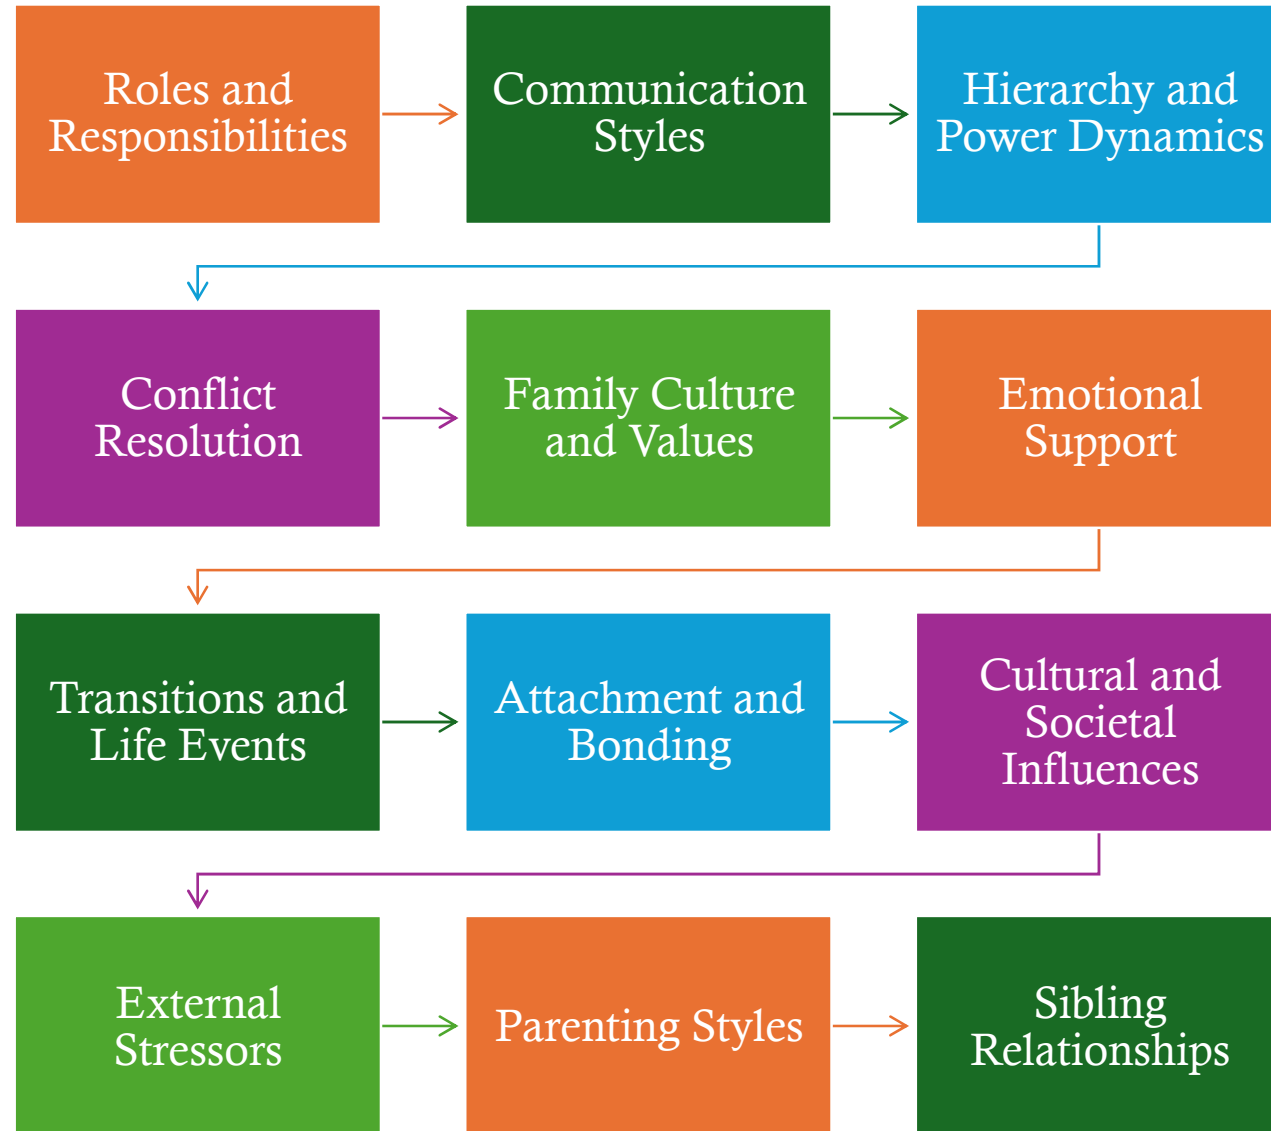 Roles and
Responsibilities
Communication
Styles
Hierarchy and
Power Dynamics
Conflict
Resolution
Family Culture
and Values
Emotional
Support
Transitions and
Life Events
Attachment and
Bonding
Cultural and
Societal
Influences
External
Stressors
Parenting Styles
Sibling
Relationships